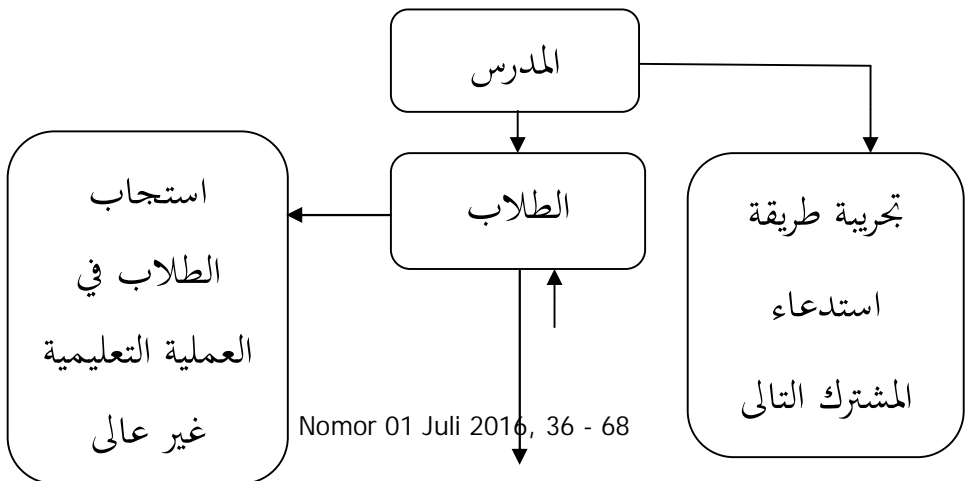 المدرس
الطلاب
تجريبة طريقة
استدعاء
المشترك التالى
استجاب
الطلاب في
العملية التعليمية
غير عالى
Nomor 01 Juli 2016, 36 - 68